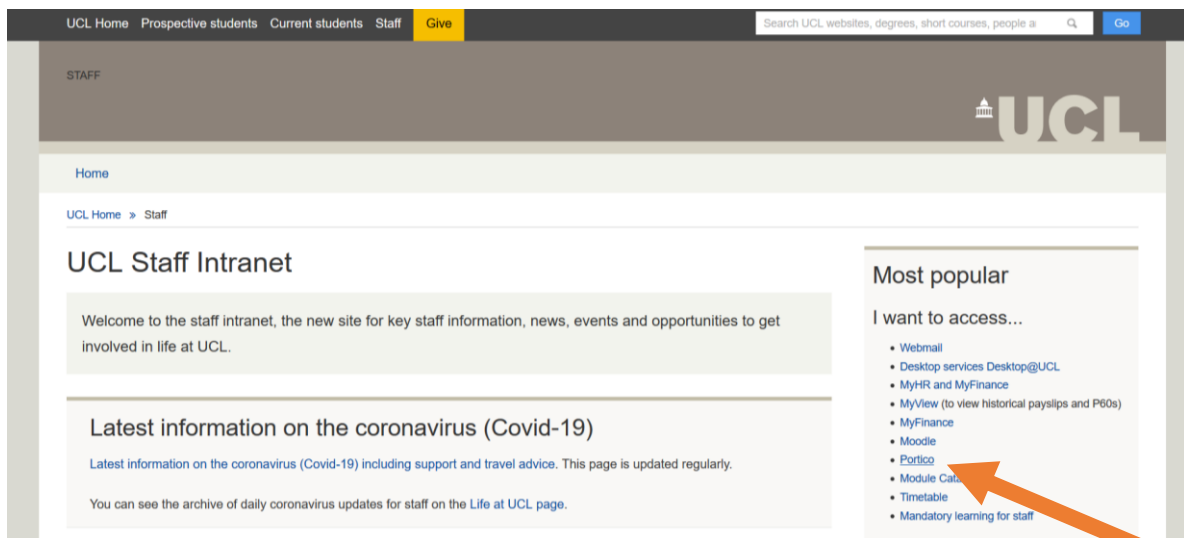 UCL Home Prospective students Current students Staff Give
Search UCL websites, degrees, short courses, people a
Go
STAFF
UCL
Home
UCL Home » Staff
UCL Staff Intranet
Welcome to the staff intranet, the new site for key staff information, news, events and opportunities to get
involved in life at UCL.
Latest information on the coronavirus (Covid-19)
Latest information on the coronavirus (Covid-19) including support and travel advice. This page is updated regularly.
You can see the archive of daily coronavirus updates for staff on the Life at UCL page.
Most popular
I want to access...
• Webmail
• Desktop services Desktop@UCL
• MyHR and MyFinance
• MyView (to view historical payslips and P60s)
• MyFinance
• Moodle
• Portico
• Module Cat
• Timetable
• Mandatory learning for staff